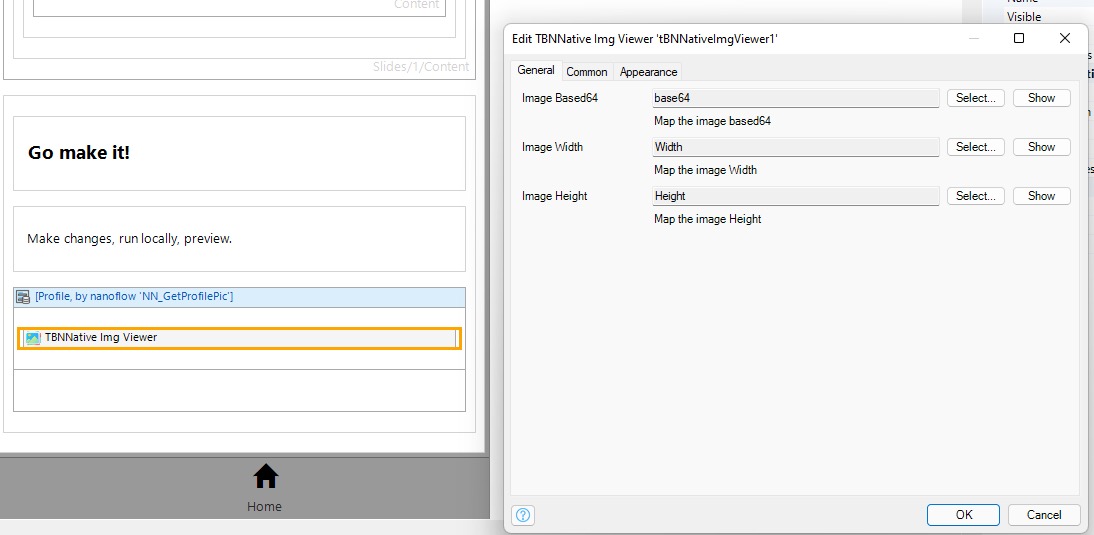 Content
Slides/1/Content
Go make it!
Make changes, run locally, preview.
[Profile, by nanoflow 'NN_GetProfilePic']
TBNNative Img Viewer
Home
Visible
Edit TBNNative Img Viewer 'tBNNativeImgViewer1'
General Common Appearance
Image Based64 base64 Select... Show
Map the image based64
Image Width Width Select... Show
Map the image Width
Image Height Height Select... Show
Map the image Height
OK Cancel